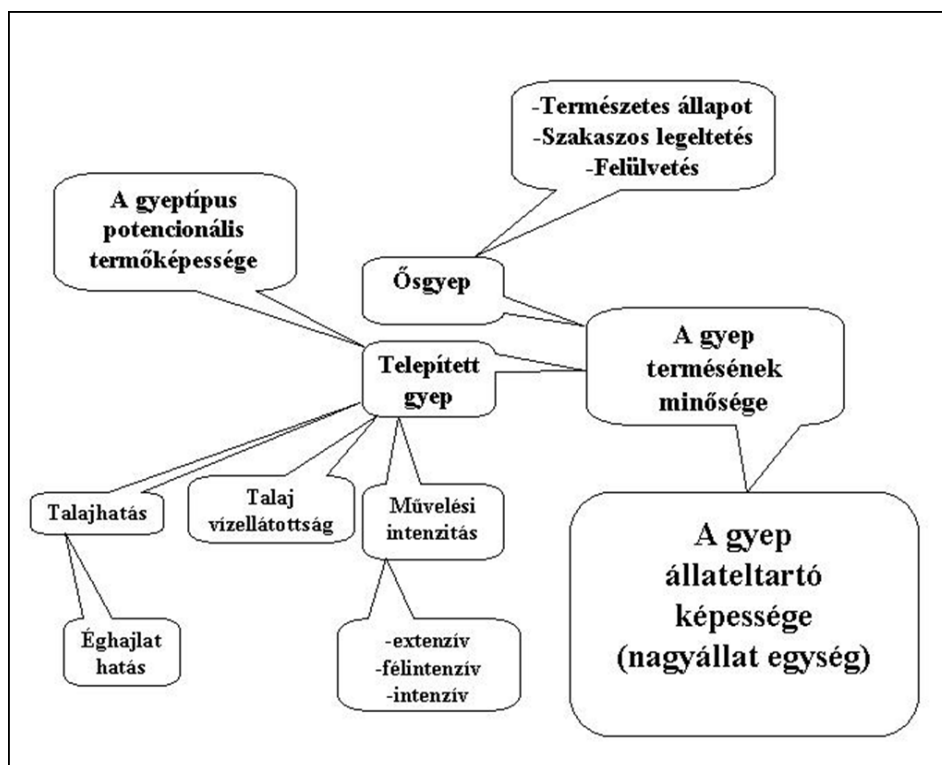 -Természetes állapot
-Szakaszos legeltetés
-Felülvetés
A gyeptípus
potencionális
termőképessége
Ősgyep
A gyep
termésének
minősége
Telepített
gyep
Talajhatás
Talaj
vízellátottság
Művelési
intenzitás
A gyep
állateltartó
képessége
(nagyállat egység)
Éghajlat
hatás
-extenzív
-félintenzív
-intenzív